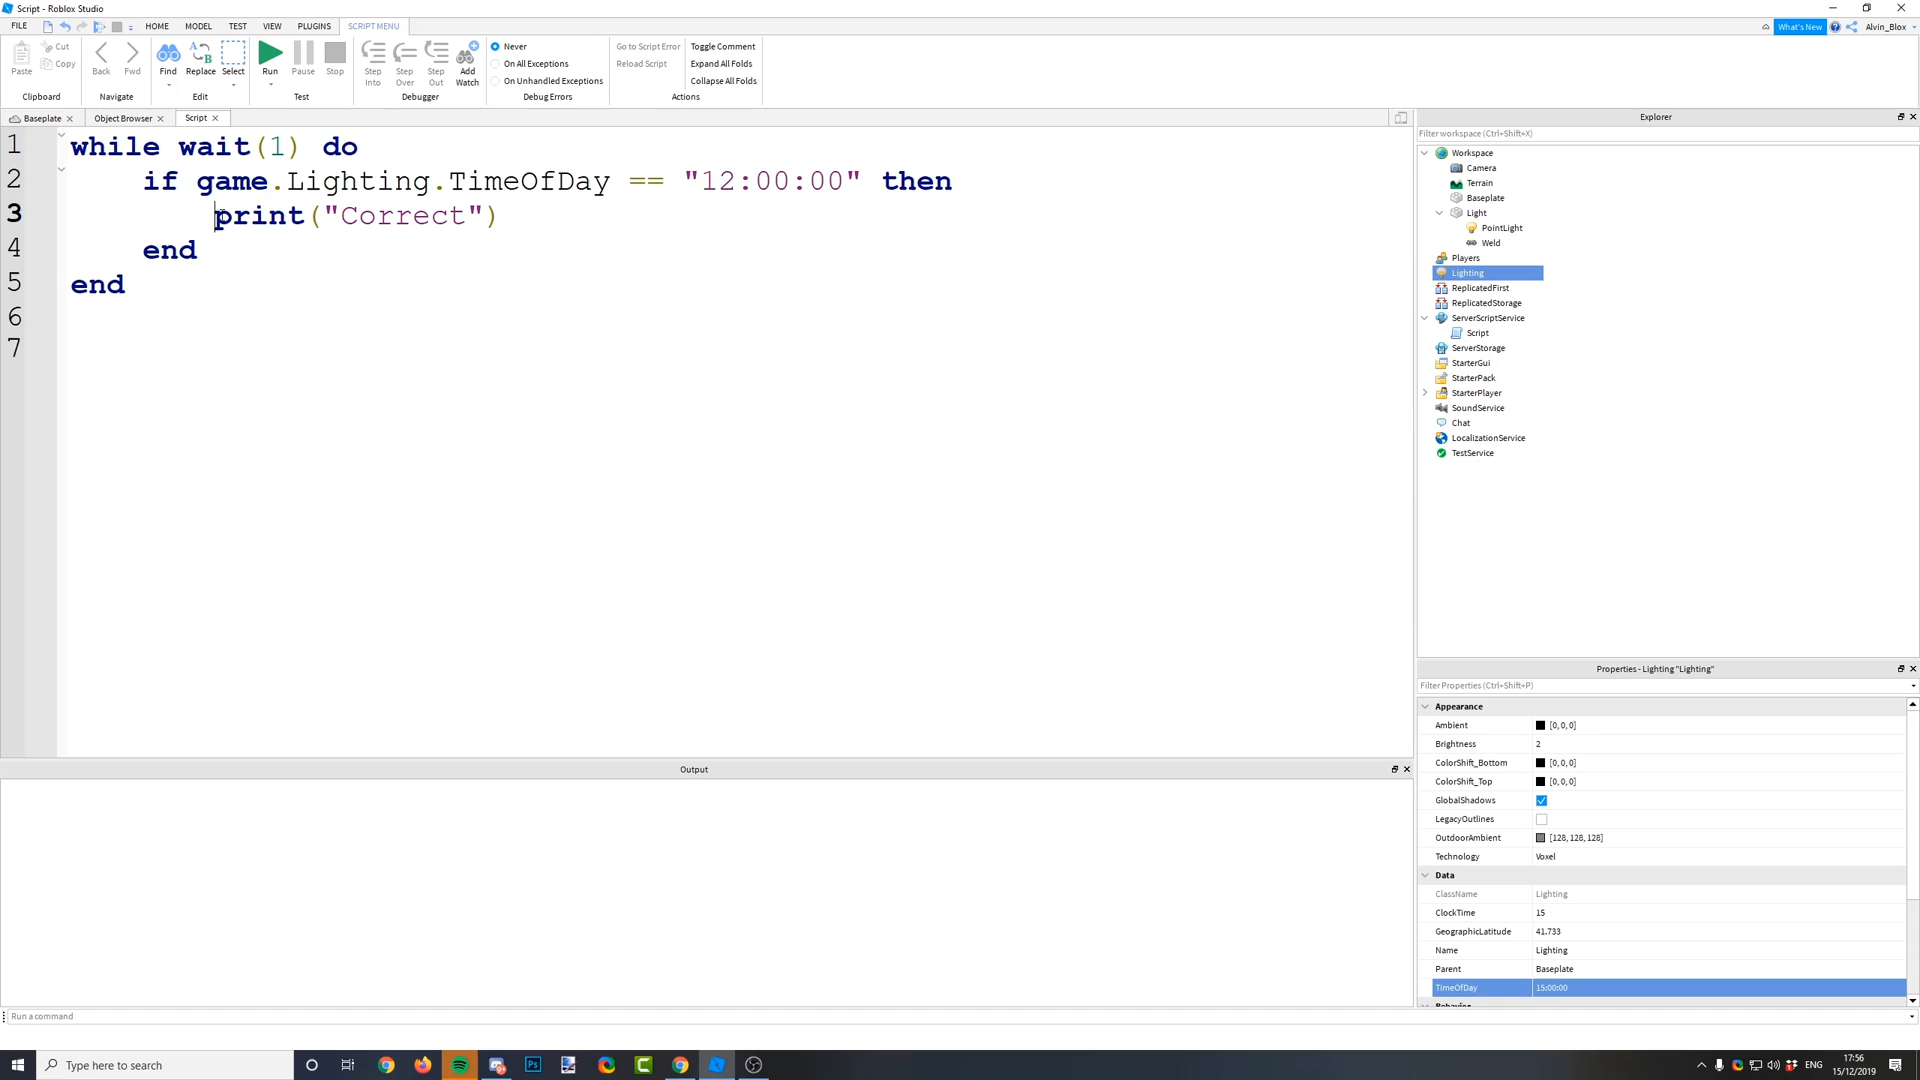 Script - Roblox Studio
FILE HOME MODEL TEST VIEW PLUGINS SCRIPT MENU What's New Alvin_Blox
Paste Cut Copy Back Fwd Find Replace Select Run Pause Stop Step Into Step Over Step Out Add Watch
Never
On All Exceptions
On Unhandled Exceptions
Go to Script Error
Reload Script
Toggle Comment
Expand All Folds
Collapse All Folds
Clipboard Navigate Edit Test Debugger Debug Errors Actions
Baseplate Object Browser Script
1 while wait(1) do
2 if game.Lighting.TimeOfDay == "12:00:00" then
3 print("Correct")
4 end
5 end
6
7
Explorer
Filter workspace (Ctrl+Shift+X)
Workspace
Camera
Terrain
Baseplate
Light
PointLight
Weld
Players
Lighting
ReplicatedFirst
ReplicatedStorage
ServerScriptService
Script
ServerStorage
StarterGui
StarterPack
StarterPlayer
SoundService
Chat
LocalizationService
TestService
Properties - Lighting "Lighting"
Filter Properties (Ctrl+Shift+P)
Appearance
Ambient [0, 0, 0]
Brightness 2
ColorShift_Bottom [0, 0, 0]
ColorShift_Top [0, 0, 0]
GlobalShadows
LegacyOutlines
OutdoorAmbient [128, 128, 128]
Technology Voxel
Data
ClassName Lighting
ClockTime 15
GeographicLatitude 41.733
Name Lighting
Parent Baseplate
TimeOfDay 15:00:00
Behavior
Output
Run a command
Type here to search
ENG
17:56
15/12/2019